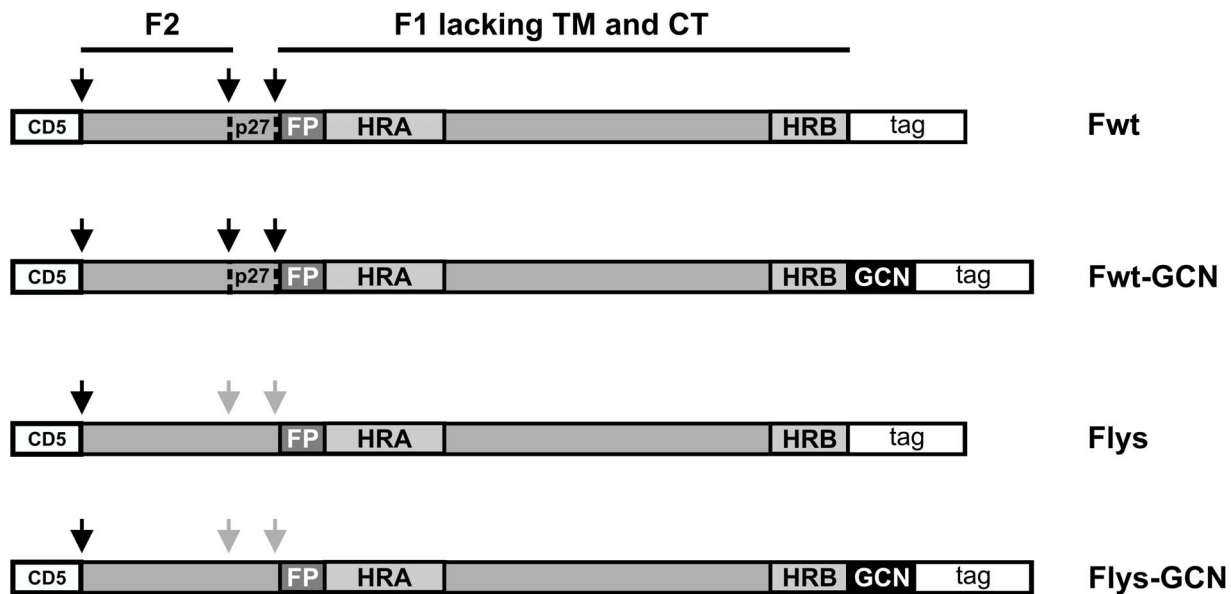 F2 F1 lacking TM and CT
CD5 p27 FP HRA HRB tag Fwt
CD5 p27 FP HRA HRB GCN tag Fwt-GCN
CD5 FP HRA HRB tag Flys
CD5 FP HRA HRB GCN tag Flys-GCN